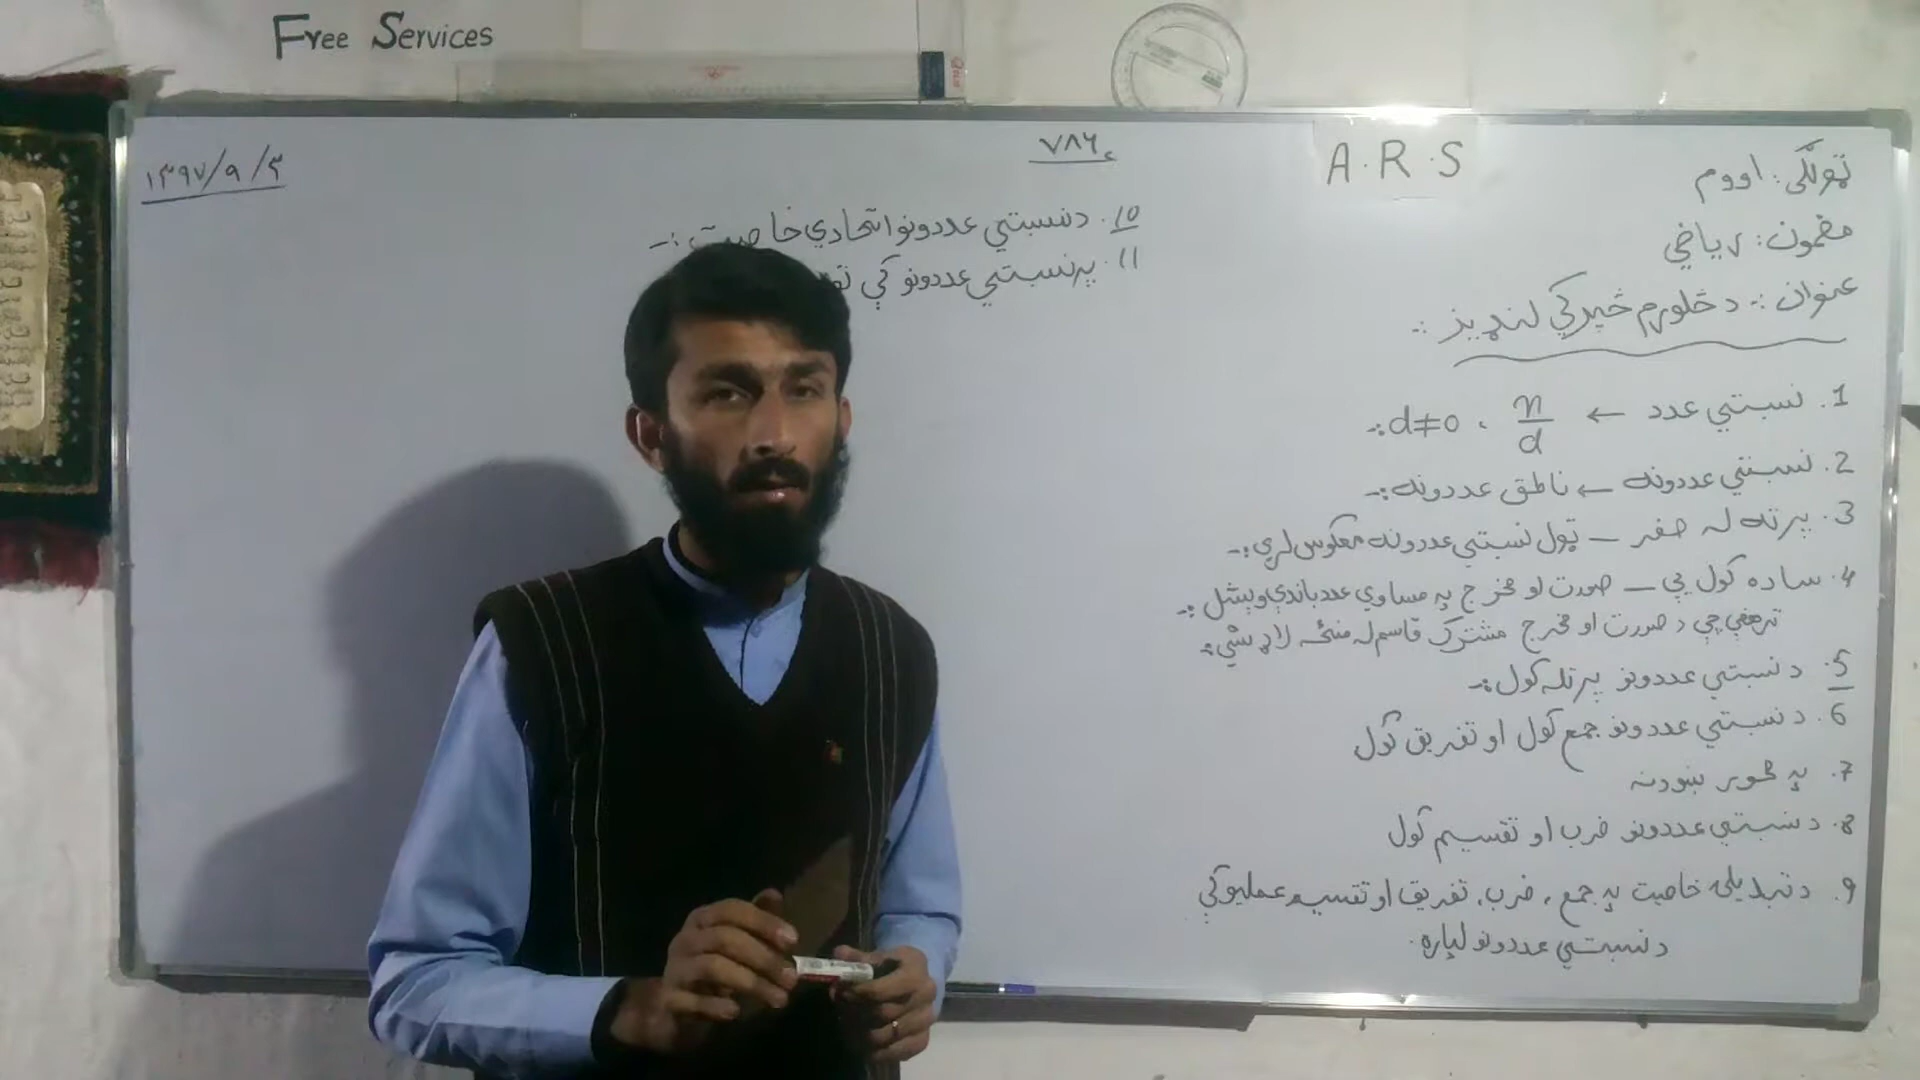 Free Services
۷۸۶
A.R.S
۱۳۹۷/۹/۳
ټولګی: اووم
مضمون: ریاضي
عنوان :- د څلورم څپرکي لنډیز :-
1. نسبتي عدد ← n/d ، d≠0 :-
2. نسبتي عددونه ← ناطق عددونه :-
3. پرته له صفر — ټول نسبتي عددونه معکوس لري :-
۴. ساده کول یې — صورت او مخرج په مساوي عدد باندې وېشل :-
ترهغې چې د صورت او مخرج مشترک قاسم له منځه لاړ شي :-
5. د نسبتي عددونو پرتله کول :-
6. د نسبتي عددونو جمع کول او تفریق کول
7. په محور ښودنه
8. د نسبتي عددونو ضرب او تقسیم کول
9. د تبدیلۍ خاصیت په جمع ، ضرب، تفریق او تقسیم عملیو کې
د نسبتي عددونو لپاره.
10. د نسبتي عددونو اتحادي خاصیت :-
11. پر نسبتي عددونو کې